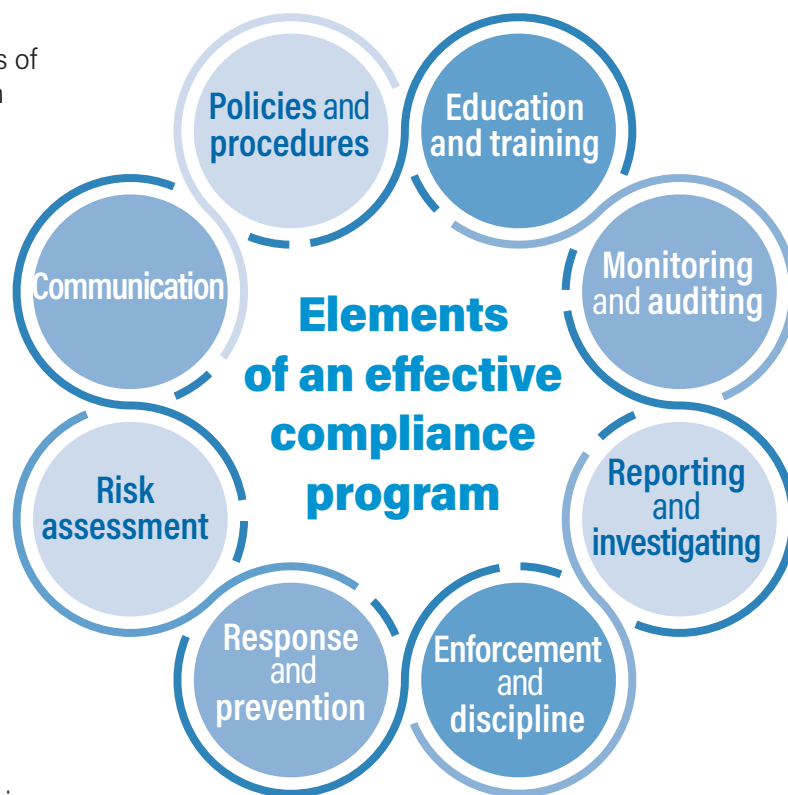 s of
Policies and
procedures
Education
and training
Communication
Monitoring
and auditing
Elements
of an effective
compliance
program
Risk
assessment
Reporting
and
investigating
Response
and
prevention
Enforcement
and
discipline